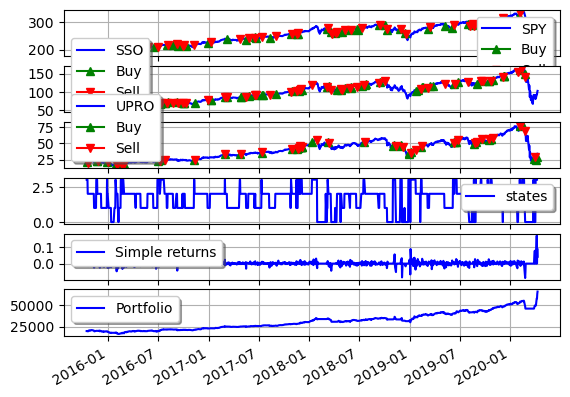 300
200
SPY
Buy
Sell
SSO
Buy
Sell
150
100
50
UPRO
Buy
Sell
75
50
25
2.5
0.0
states
0.1
0.0
Simple returns
50000
25000
Portfolio
2016-01
2016-07
2017-01
2017-07
2018-01
2018-07
2019-01
2019-07
2020-01